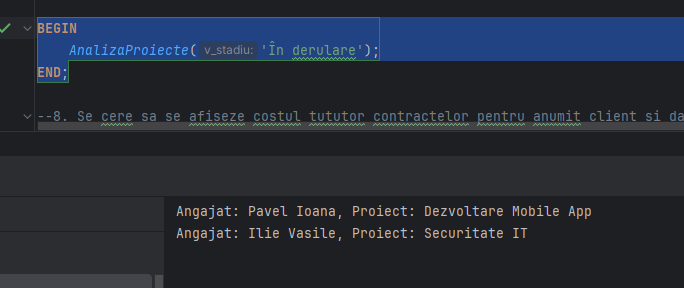 BEGIN
AnalizaProiecte( v_stadiu: 'În derulare');
END;
--8. Se cere sa se afiseze costul tututor contractelor pentru anumit client si da
Angajat: Pavel Ioana, Proiect: Dezvoltare Mobile App
Angajat: Ilie Vasile, Proiect: Securitate IT